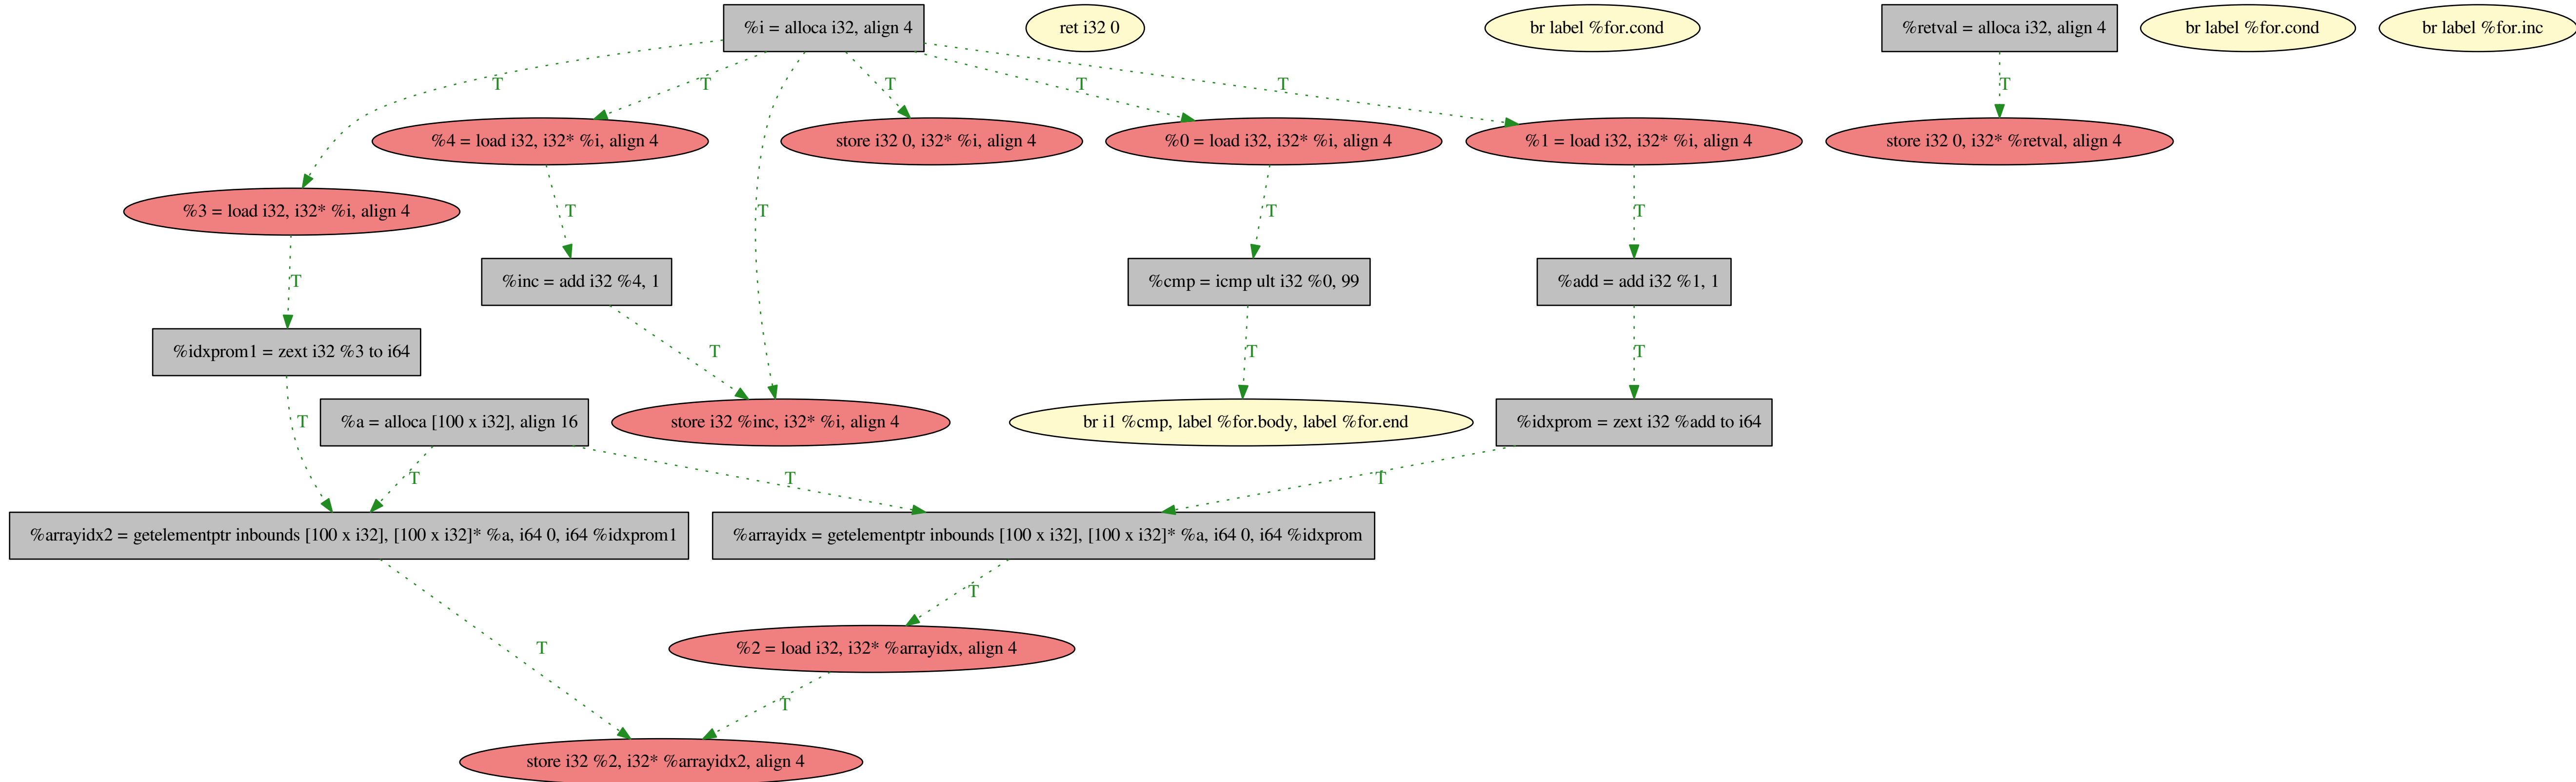 %i = alloca i32, align 4
ret i32 0
br label %for.cond
%retval = alloca i32, align 4
br label %for.cond
br label %for.inc
T
T
T
T
T
T
%4 = load i32, i32* %i, align 4
store i32 0, i32* %i, align 4
%0 = load i32, i32* %i, align 4
%1 = load i32, i32* %i, align 4
store i32 0, i32* %retval, align 4
%3 = load i32, i32* %i, align 4
T
T
T
T
T
%inc = add i32 %4, 1
%cmp = icmp ult i32 %0, 99
%add = add i32 %1, 1
%idxprom1 = zext i32 %3 to i64
T
T
T
T
%a = alloca [100 x i32], align 16
store i32 %inc, i32* %i, align 4
br i1 %cmp, label %for.body, label %for.end
%idxprom = zext i32 %add to i64
T
T
T
T
%arrayidx2 = getelementptr inbounds [100 x i32], [100 x i32]* %a, i64 0, i64 %idxprom1
%arrayidx = getelementptr inbounds [100 x i32], [100 x i32]* %a, i64 0, i64 %idxprom
T
T
%2 = load i32, i32* %arrayidx, align 4
T
store i32 %2, i32* %arrayidx2, align 4